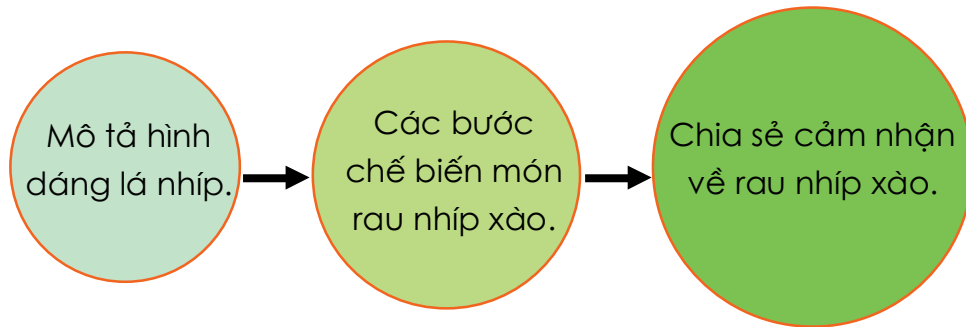 Mô tả hình
dáng lá nhíp.
Các bước
chế biến món
rau nhíp xào.
Chia sẻ cảm nhận
về rau nhíp xào.